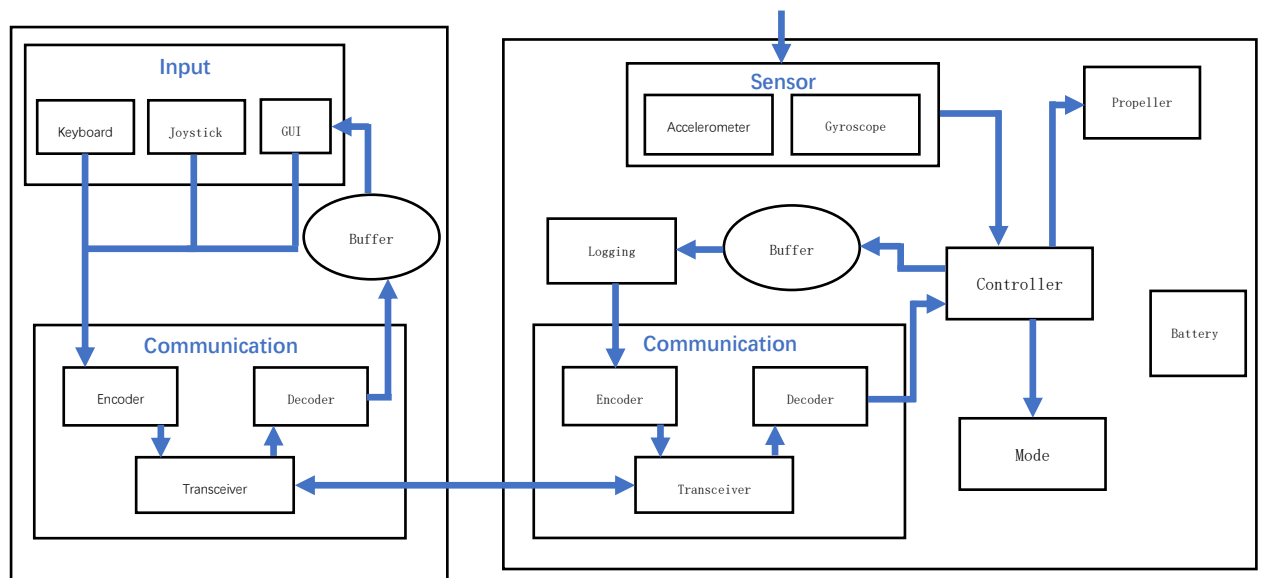 Input
Keyboard
Joystick
GUI
Buffer
Communication
Encoder
Decoder
Transceiver
Sensor
Accelerometer
Gyroscope
Propeller
Logging
Buffer
Controller
Battery
Communication
Encoder
Decoder
Transceiver
Mode